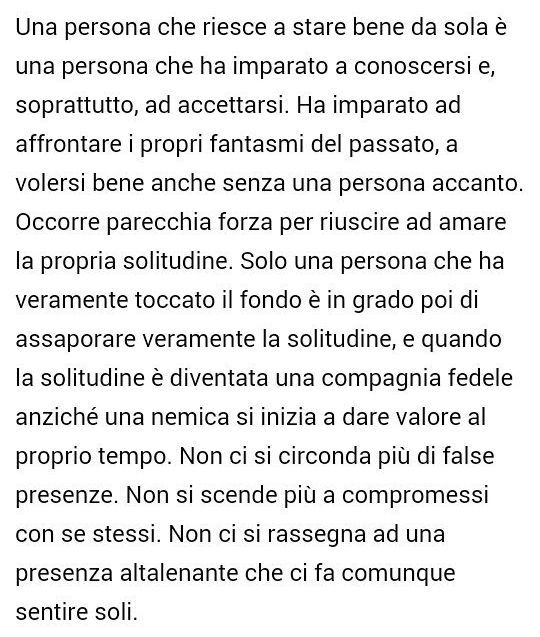 Una persona che riesce a stare bene da sola è
una persona che ha imparato a conoscersi e,
soprattutto, ad accettarsi. Ha imparato ad
affrontare i propri fantasmi del passato, a
volersi bene anche senza una persona accanto.
Occorre parecchia forza per riuscire ad amare
la propria solitudine. Solo una persona che ha
veramente toccato il fondo è in grado poi di
assaporare veramente la solitudine, e quando
la solitudine è diventata una compagnia fedele
anziché una nemica si inizia a dare valore al
proprio tempo. Non ci si circonda più di false
presenze. Non si scende più a compromessi
con se stessi. Non ci si rassegna ad una
presenza altalenante che ci fa comunque
sentire soli.